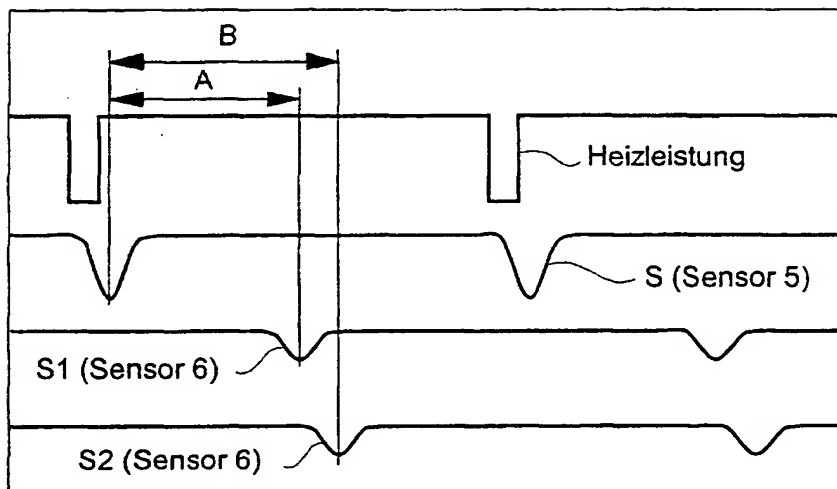 B
A
Heizleistung
S (Sensor 5)
S1 (Sensor 6)
S2 (Sensor 6)